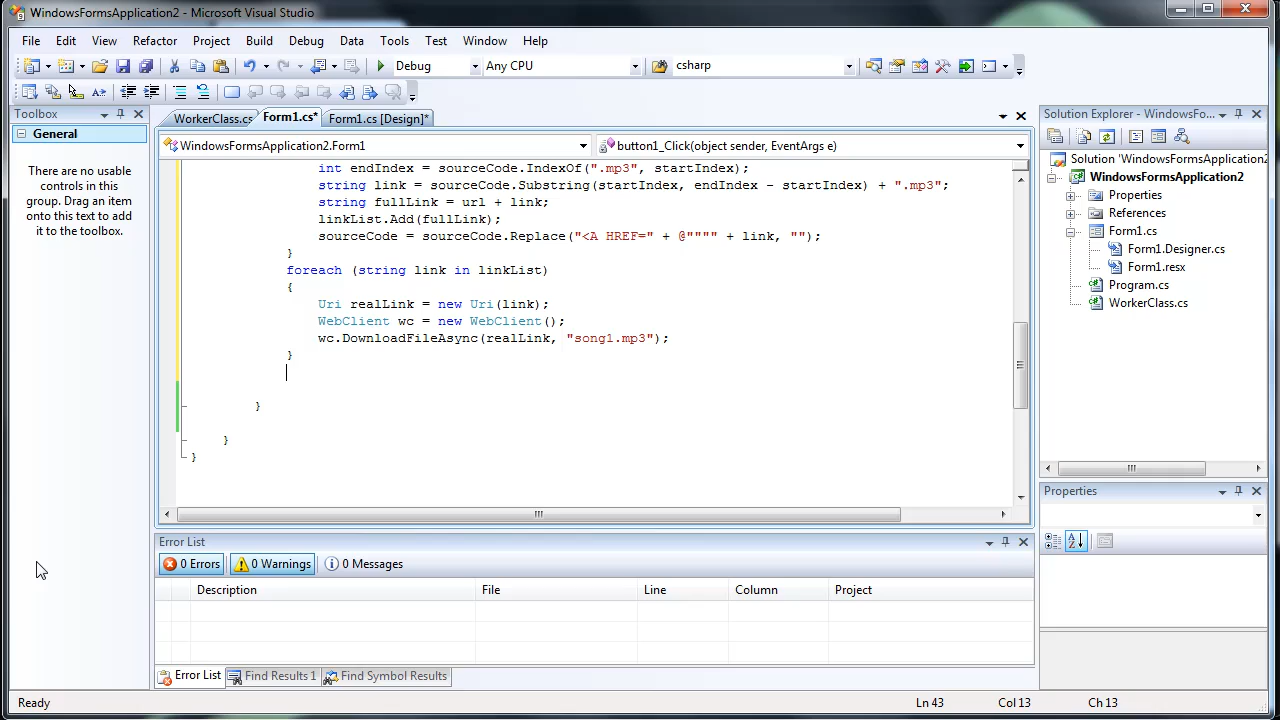 WindowsFormsApplication2 - Microsoft Visual Studio
File Edit View Refactor Project Build Debug Data Tools Test Window Help
Debug Any CPU csharp
Toolbox
General
There are no usable
controls in this
group. Drag an item
onto this text to add
it to the toolbox.
WorkerClass.cs Form1.cs* Form1.cs [Design]*
WindowsFormsApplication2.Form1 button1_Click(object sender, EventArgs e)
int endIndex = sourceCode.IndexOf(".mp3", startIndex);
string link = sourceCode.Substring(startIndex, endIndex - startIndex) + ".mp3";
string fullLink = url + link;
linkList.Add(fullLink);
sourceCode = sourceCode.Replace("<A HREF=" + @"""" + link, "");
}
foreach (string link in linkList)
{
Uri realLink = new Uri(link);
WebClient wc = new WebClient();
wc.DownloadFileAsync(realLink, "song1.mp3");
}
}
}
}
Error List
0 Errors 0 Warnings 0 Messages
Description File Line Column Project
Error List Find Results 1 Find Symbol Results
Solution Explorer - WindowsFo...
Solution 'WindowsFormsApplication2
WindowsFormsApplication2
Properties
References
Form1.cs
Form1.Designer.cs
Form1.resx
Program.cs
WorkerClass.cs
Properties
Ready Ln 43 Col 13 Ch 13